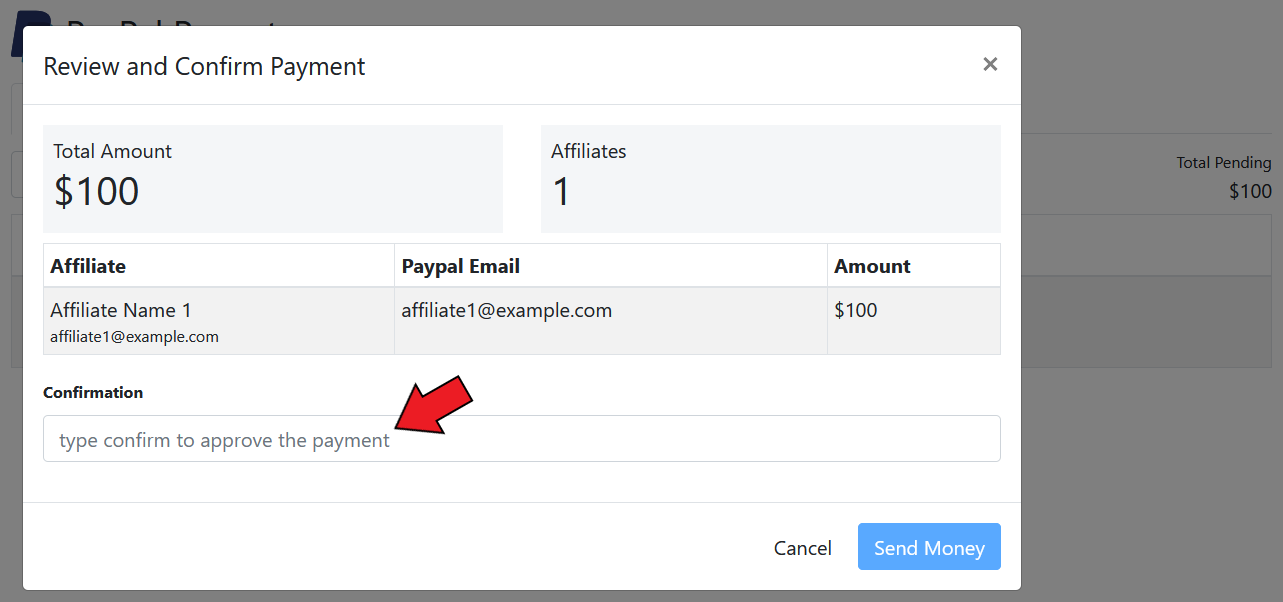 Review and Confirm Payment ×
Total Amount
$100
Affiliates
1
Total Pending
$100
Affiliate Paypal Email Amount
Affiliate Name 1 affiliate1@example.com $100
affiliate1@example.com
Confirmation
type confirm to approve the payment
Cancel Send Money